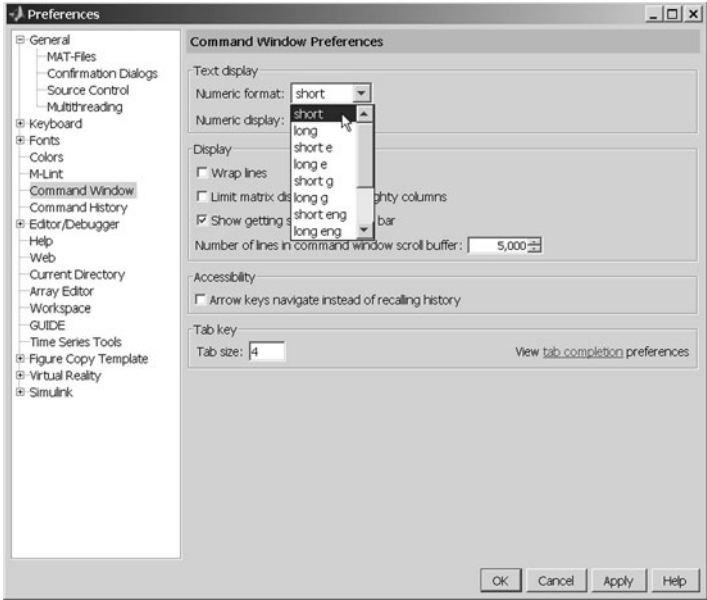 Preferences
General
MAT-Files
Confirmation Dialogs
Source Control
Multithreading
Keyboard
Fonts
Colors
M-Lint
Command Window
Command History
Editor/Debugger
Help
Web
Current Directory
Array Editor
Workspace
GUIDE
Time Series Tools
Figure Copy Template
Virtual Reality
Simulink
Command Window Preferences
Text display
Numeric format: short
Numeric display:
short
long
short e
long e
short g
long g
short eng
long eng
Display
Wrap lines
Limit matrix columns
Show getting bar
Number of lines in command window scroll buffer: 5,000
Accessibility
Arrow keys navigate instead of recalling history
Tab key
Tab size: 4 View tab completion preferences
OK Cancel Apply Help